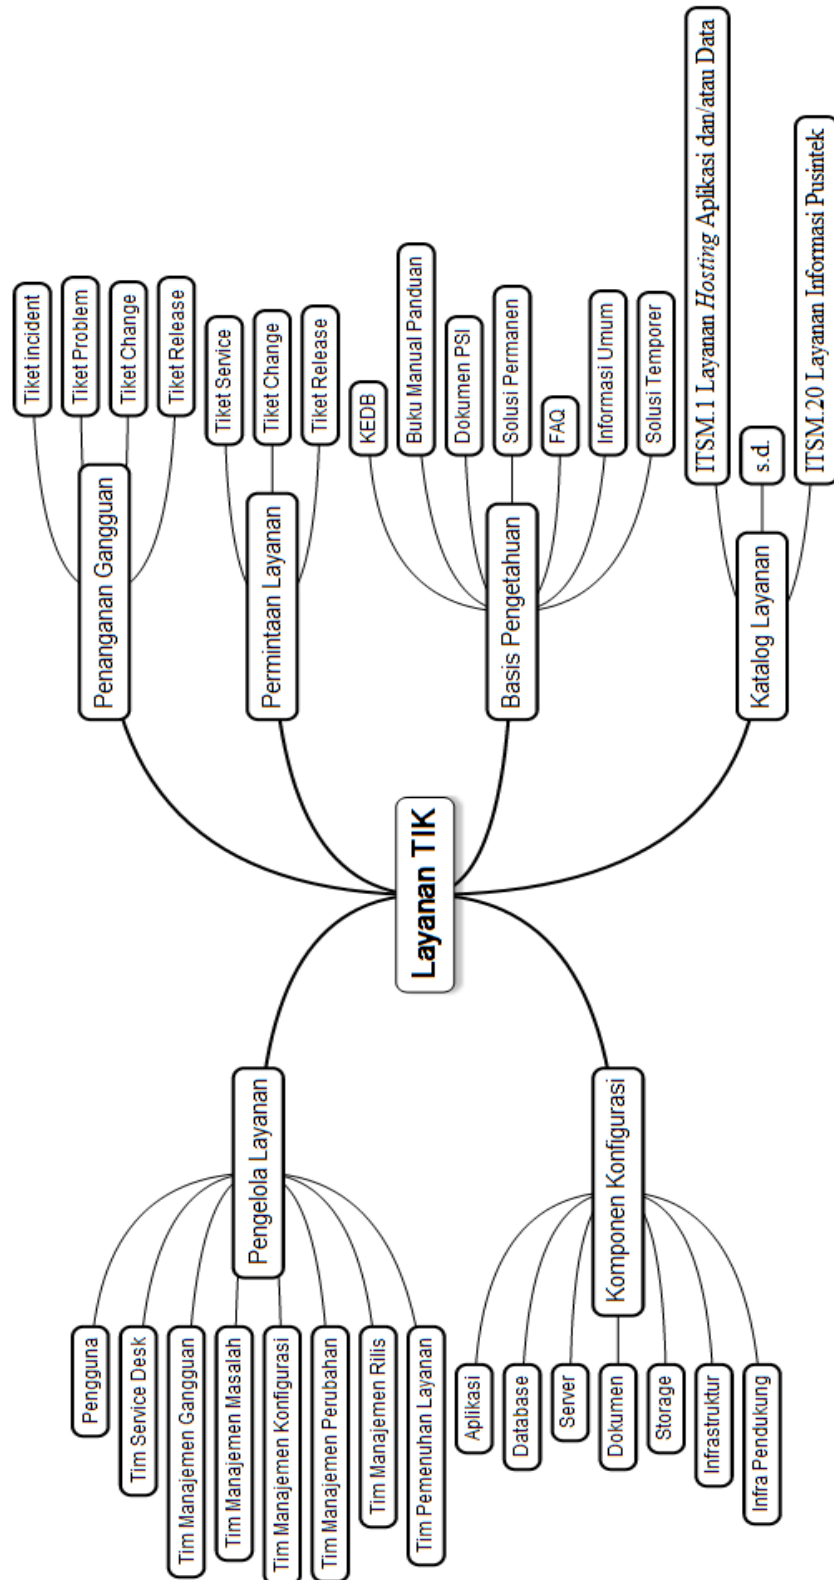 Layanan TIK
Penanganan Gangguan
Tiket incident
Tiket Problem
Tiket Change
Tiket Release
Permintaan Layanan
Tiket Service
Tiket Change
Tiket Release
Basis Pengetahuan
KEDB
Buku Manual Panduan
Dokumen PSI
Solusi Permanen
FAQ
Informasi Umum
Solusi Temporer
Katalog Layanan
ITSM.1 Layanan Hosting Aplikasi dan/atau Data
s.d.
ITSM.20 Layanan Informasi Pusintek
Pengelola Layanan
Pengguna
Tim Service Desk
Tim Manajemen Gangguan
Tim Manajemen Masalah
Tim Manajemen Konfigurasi
Tim Manajemen Perubahan
Tim Manajemen Rilis
Tim Pemenuhan Layanan
Komponen Konfigurasi
Aplikasi
Database
Server
Dokumen
Storage
Infrastruktur
Infra Pendukung